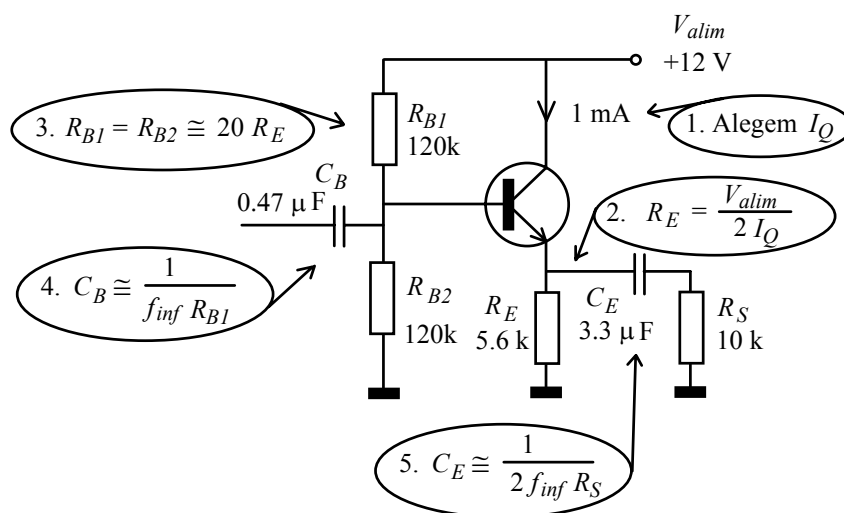 V_alim
+12 V
3. R_B1 = R_B2 ≅ 20 R_E
R_B1
120k
1 mA
1. Alegem I_Q
C_B
0.47 μ F
2. R_E = V_alim / 2 I_Q
4. C_B ≅ 1 / f_inf R_B1
R_B2
120k
R_E
5.6 k
C_E
3.3 μ F
R_S
10 k
5. C_E ≅ 1 / 2 f_inf R_S